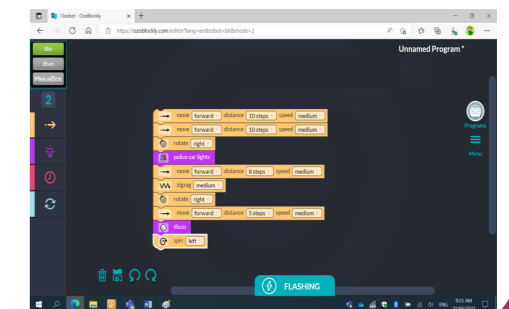 Ozobot - OzoBlockly
https://ozoblockly.com/editor?lang=en&robot=bit&mode=2
Bit
Evo
Unnamed Program *
2
move forward distance 10 steps speed medium
move forward distance 10 steps speed medium
rotate right
police car lights
move forward distance 8 steps speed medium
zigzag medium
rotate right
move forward distance 5 steps speed medium
disco
spin left
Programs
Menu
FLASHING
ENG
9:25 AM